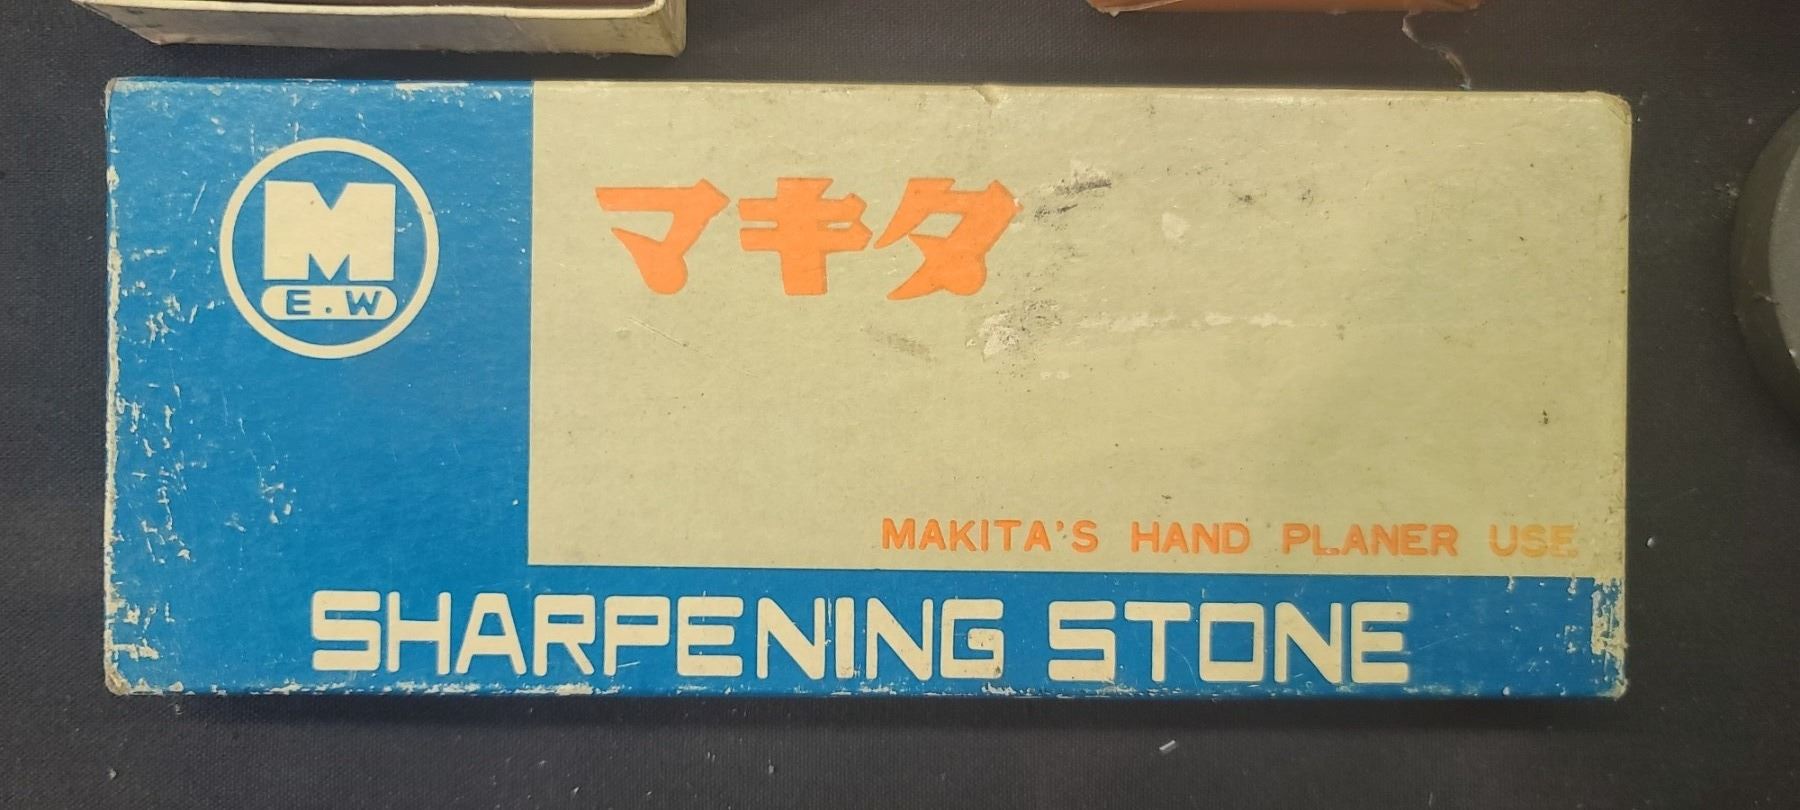 M
E.W
マキタ
MAKITA'S HAND PLANER USE
SHARPENING STONE